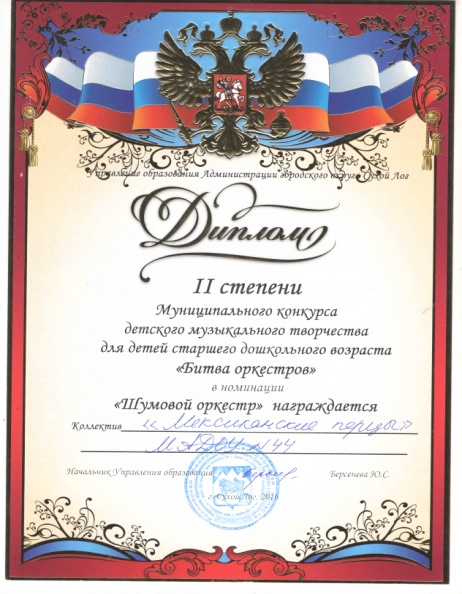 Управление образования Администрации городского округа Сухой Лог
Диплом
II степени
Муниципального конкурса
детского музыкального творчества
для детей старшего дошкольного возраста
«Битва оркестров»
в номинации
«Шумовой оркестр» награждается
Коллектив «Мексиканские перцы»
МАДОУ №44
Начальник Управления образования Берсенева Ю.С.
г. Сухой Лог, 2016